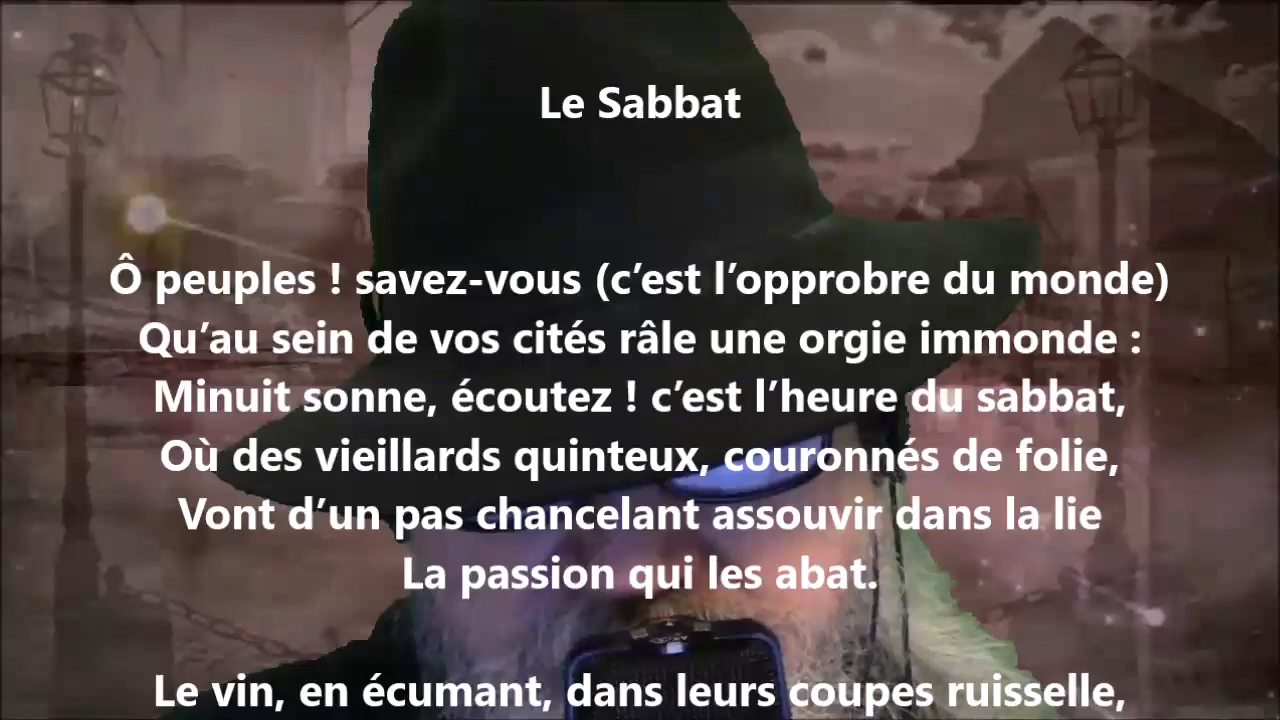 Le Sabbat
Ô peuples ! savez-vous (c’est l’opprobre du monde)
Qu’au sein de vos cités râle une orgie immonde :
Minuit sonne, écoutez ! c’est l’heure du sabbat,
Où des vieillards quinteux, couronnés de folie,
Vont d’un pas chancelant assouvir dans la lie
La passion qui les abat.
Le vin, en écumant, dans leurs coupes ruisselle,